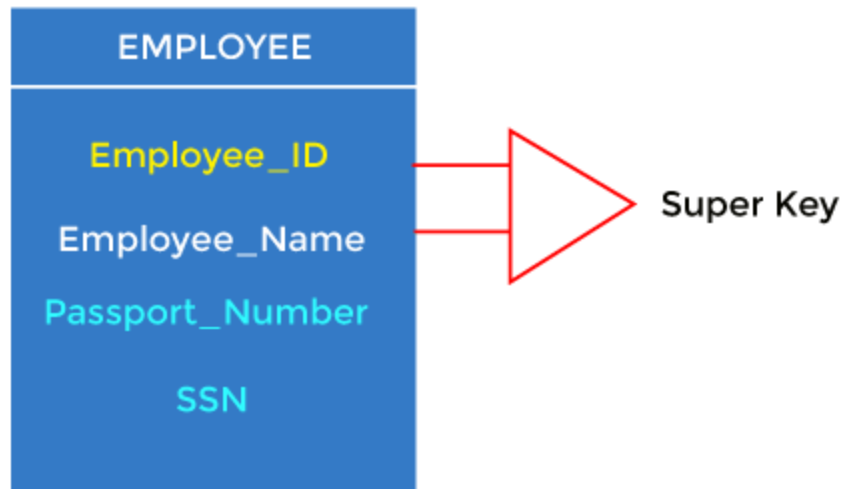 EMPLOYEE
Employee_ID
Employee_Name
Super Key
Passport_Number
SSN